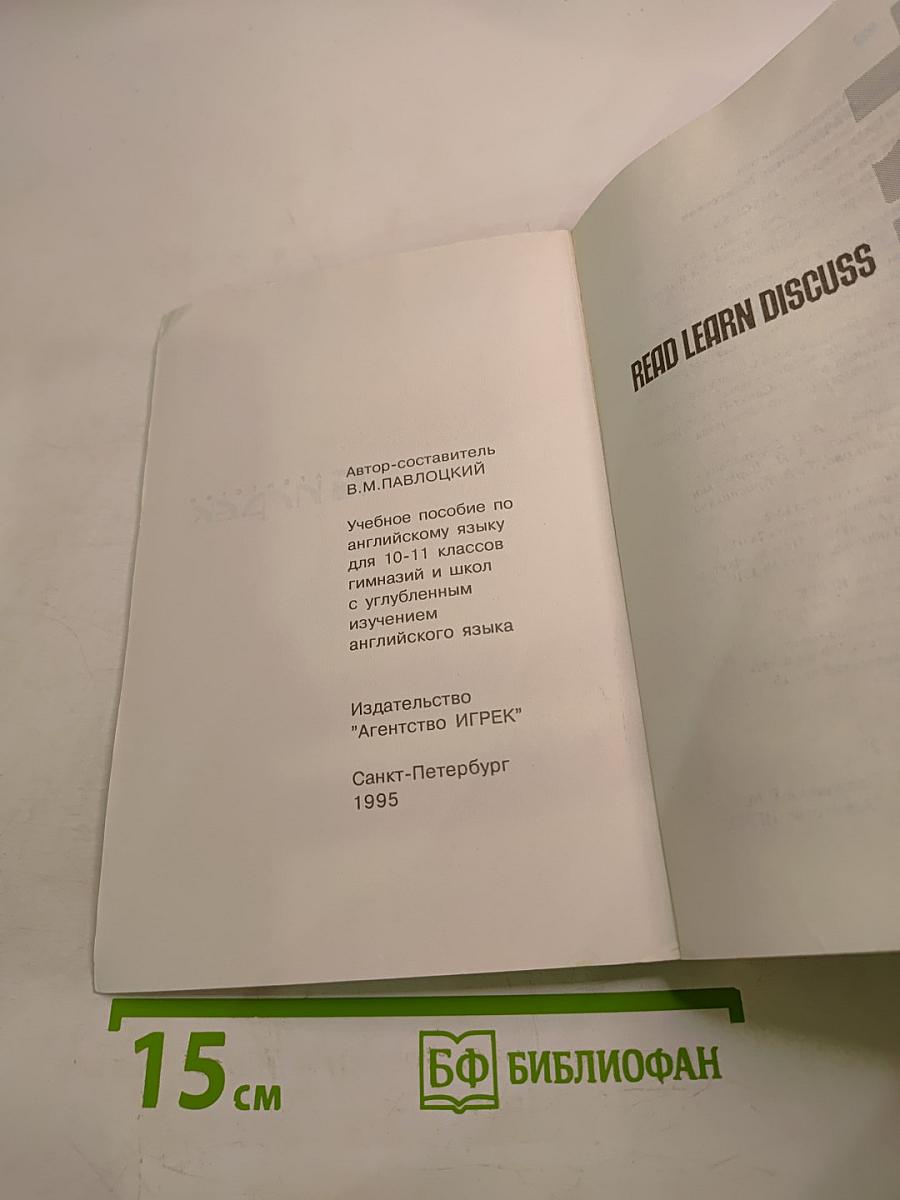 Автор-составитель
В.М.ПАВЛОЦКИЙ
Учебное пособие по
английскому языку
для 10-11 классов
гимназий и школ
с углубленным
изучением
английского языка
Издательство
"Агентство ИГРЕК"
Санкт-Петербург
1995
READ LEARN DISCUSS
15 см
БФ БИБЛИОФАН